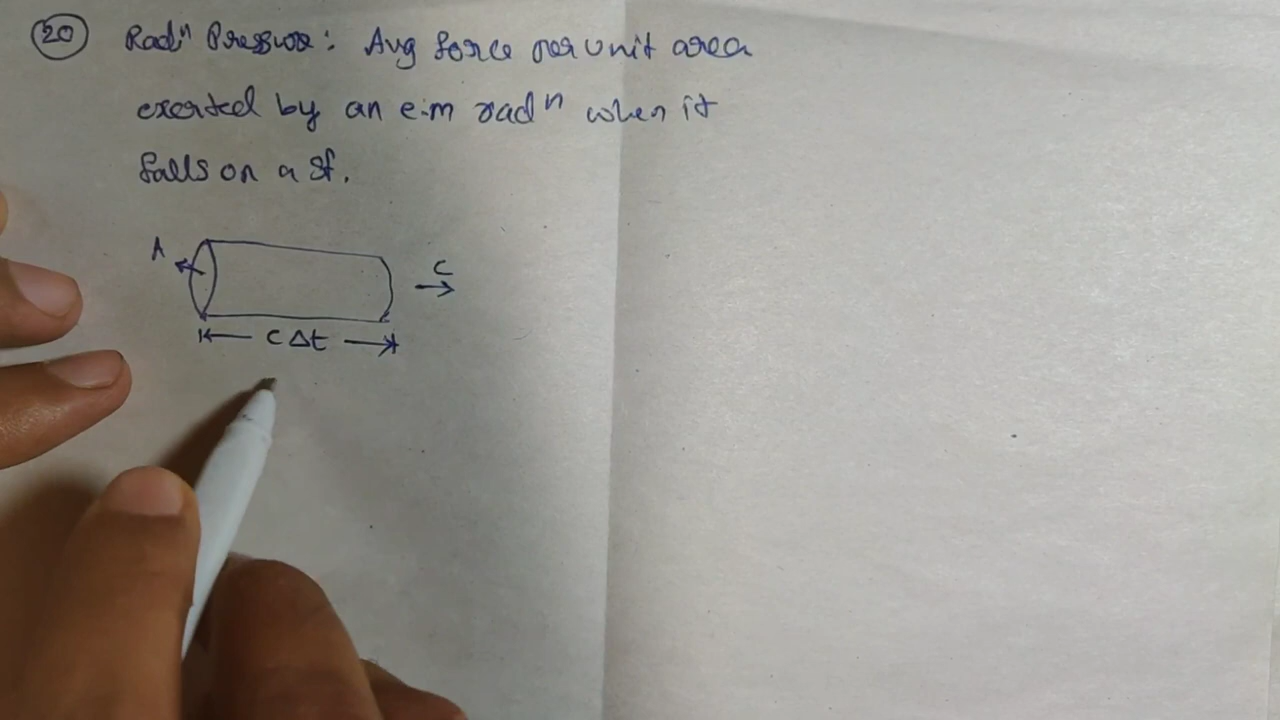 20 Radⁿ Pressure: Avg force per unit area
exerted by an e.m radⁿ when it
falls on a sf.
A
C
C Δt